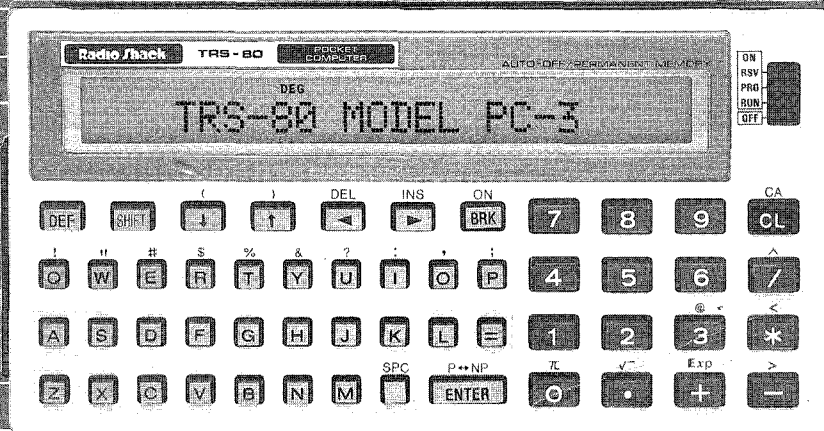 Radio Shack TRS-80 POCKET COMPUTER
AUTO-OFF/PERMANENT MEMORY
ON
RSV
PRO
RUN
OFF
DEG
TRS-80 MODEL PC-3
( ) DEL INS ON CA
DEF SHIFT ↓ ↑ ◄ ► BRK 7 8 9 CL
! " # $ % & ? : , ; ^
Q W E R T Y U I O P 4 5 6 /
@ <
A S D F G H J K L = 1 2 3 *
SPC P↔NP π √ Exp >
Z X C V B N M ENTER 0 . + -